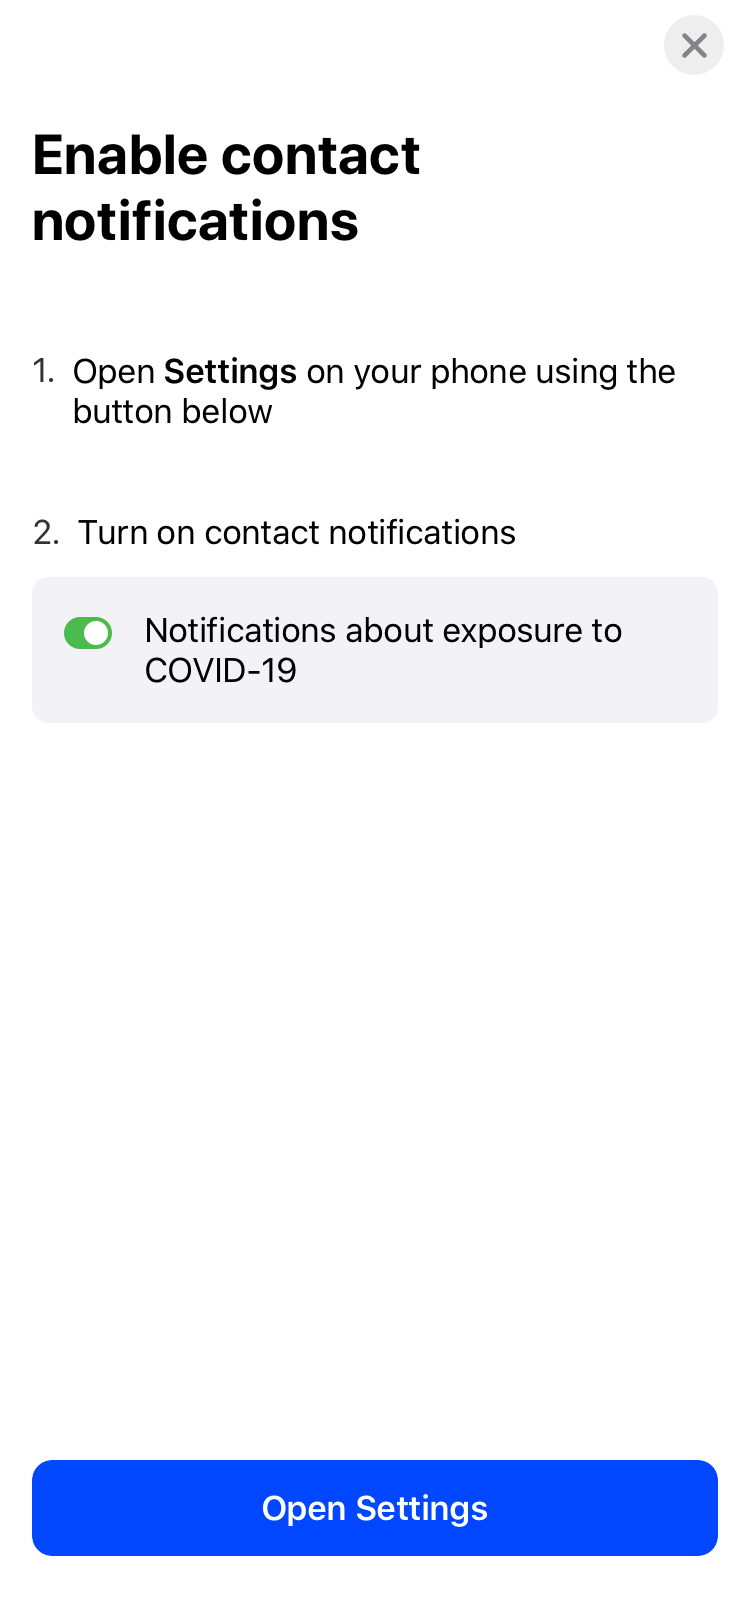 Enable contact
notifications
1. Open Settings on your phone using the
button below
2. Turn on contact notifications
Notifications about exposure to
COVID-19
Open Settings